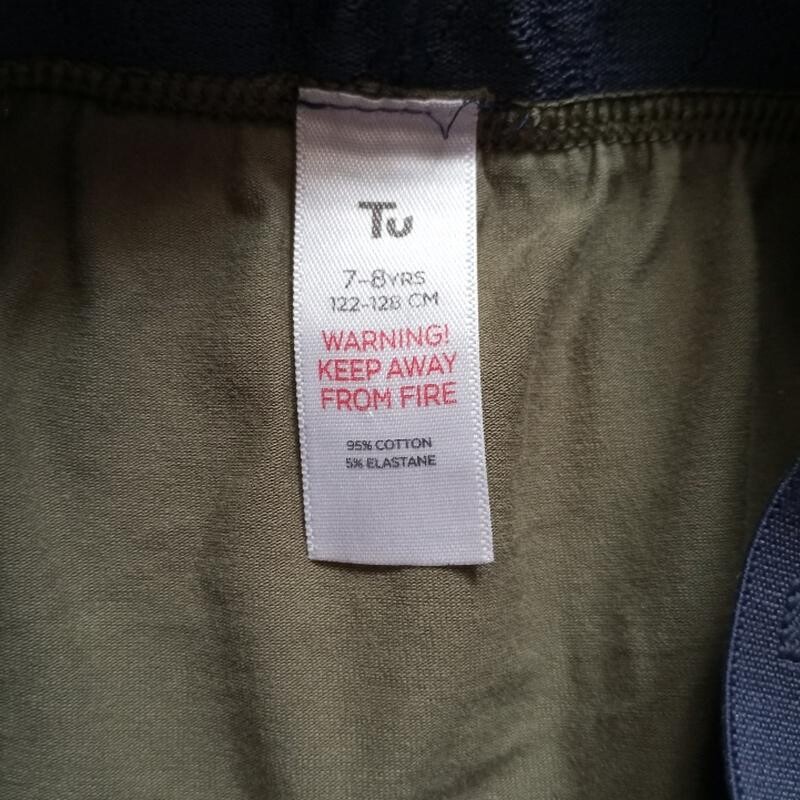 Tu
7-8YRS
122-128 CM
WARNING!
KEEP AWAY
FROM FIRE
95% COTTON
5% ELASTANE